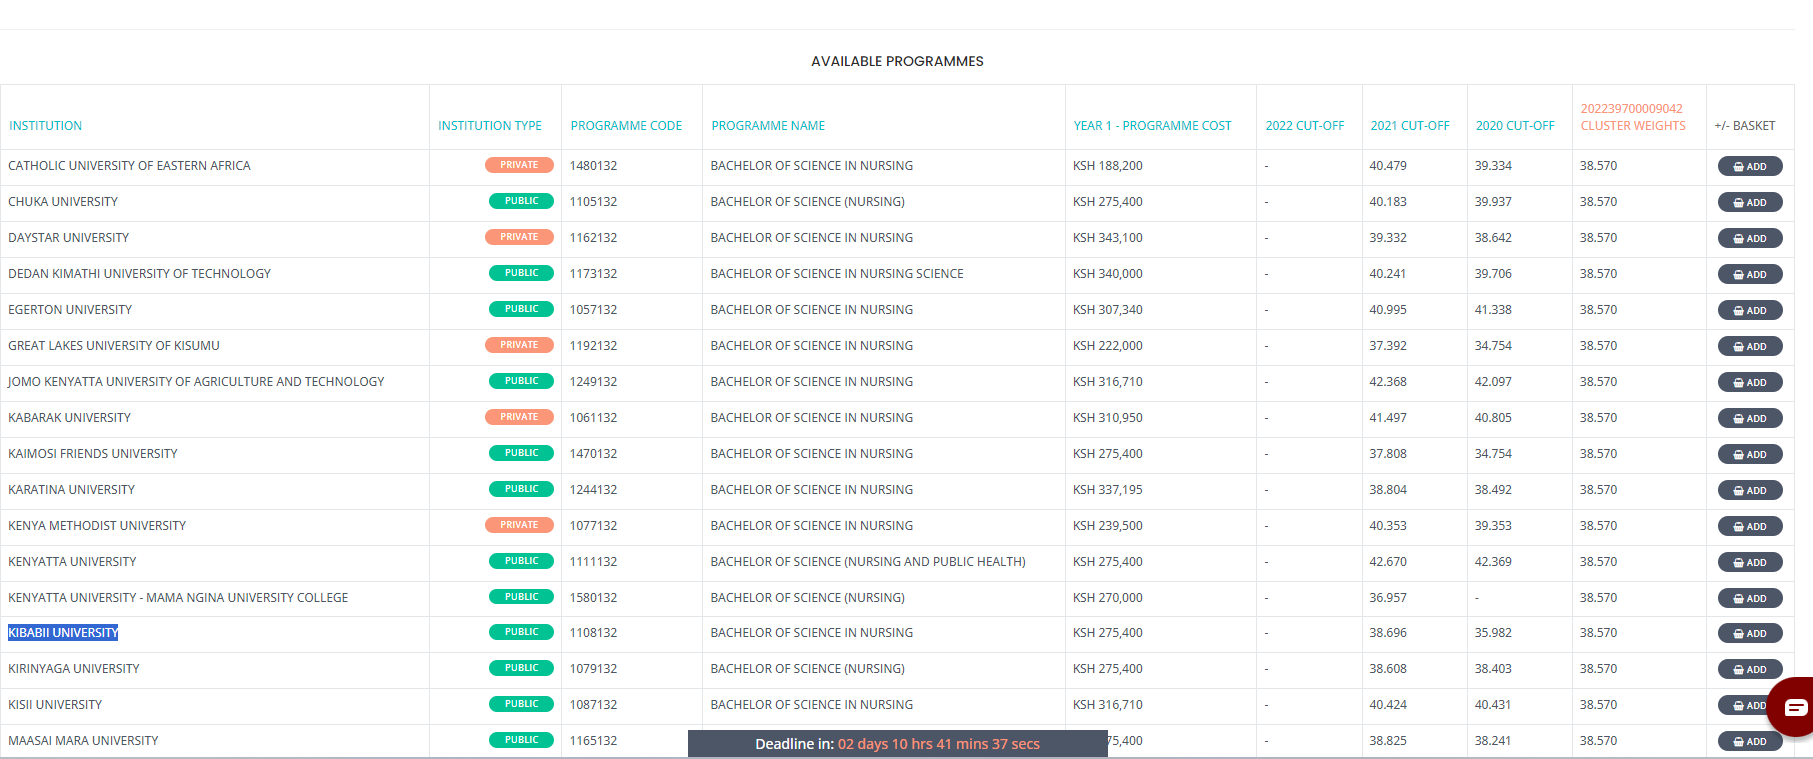 AVAILABLE PROGRAMMES
INSTITUTION INSTITUTION TYPE PROGRAMME CODE PROGRAMME NAME YEAR 1 - PROGRAMME COST 2022 CUT-OFF 2021 CUT-OFF 2020 CUT-OFF 202239700009042 CLUSTER WEIGHTS +/- BASKET
CATHOLIC UNIVERSITY OF EASTERN AFRICA PRIVATE 1480132 BACHELOR OF SCIENCE IN NURSING KSH 188,200 - 40.479 39.334 38.570 ADD
CHUKA UNIVERSITY PUBLIC 1105132 BACHELOR OF SCIENCE (NURSING) KSH 275,400 - 40.183 39.937 38.570 ADD
DAYSTAR UNIVERSITY PRIVATE 1162132 BACHELOR OF SCIENCE IN NURSING KSH 343,100 - 39.332 38.642 38.570 ADD
DEDAN KIMATHI UNIVERSITY OF TECHNOLOGY PUBLIC 1173132 BACHELOR OF SCIENCE IN NURSING SCIENCE KSH 340,000 - 40.241 39.706 38.570 ADD
EGERTON UNIVERSITY PUBLIC 1057132 BACHELOR OF SCIENCE IN NURSING KSH 307,340 - 40.995 41.338 38.570 ADD
GREAT LAKES UNIVERSITY OF KISUMU PRIVATE 1192132 BACHELOR OF SCIENCE IN NURSING KSH 222,000 - 37.392 34.754 38.570 ADD
JOMO KENYATTA UNIVERSITY OF AGRICULTURE AND TECHNOLOGY PUBLIC 1249132 BACHELOR OF SCIENCE IN NURSING KSH 316,710 - 42.368 42.097 38.570 ADD
KABARAK UNIVERSITY PRIVATE 1061132 BACHELOR OF SCIENCE IN NURSING KSH 310,950 - 41.497 40.805 38.570 ADD
KAIMOSI FRIENDS UNIVERSITY PUBLIC 1470132 BACHELOR OF SCIENCE IN NURSING KSH 275,400 - 37.808 34.754 38.570 ADD
KARATINA UNIVERSITY PUBLIC 1244132 BACHELOR OF SCIENCE IN NURSING KSH 337,195 - 38.804 38.492 38.570 ADD
KENYA METHODIST UNIVERSITY PRIVATE 1077132 BACHELOR OF SCIENCE IN NURSING KSH 239,500 - 40.353 39.353 38.570 ADD
KENYATTA UNIVERSITY PUBLIC 1111132 BACHELOR OF SCIENCE (NURSING AND PUBLIC HEALTH) KSH 275,400 - 42.670 42.369 38.570 ADD
KENYATTA UNIVERSITY - MAMA NGINA UNIVERSITY COLLEGE PUBLIC 1580132 BACHELOR OF SCIENCE (NURSING) KSH 270,000 - 36.957 - 38.570 ADD
KIBABII UNIVERSITY PUBLIC 1108132 BACHELOR OF SCIENCE IN NURSING KSH 275,400 - 38.696 35.982 38.570 ADD
KIRINYAGA UNIVERSITY PUBLIC 1079132 BACHELOR OF SCIENCE (NURSING) KSH 275,400 - 38.608 38.403 38.570 ADD
KISII UNIVERSITY PUBLIC 1087132 BACHELOR OF SCIENCE IN NURSING KSH 316,710 - 40.424 40.431 38.570 ADD
MAASAI MARA UNIVERSITY PUBLIC 1165132 75,400 - 38.825 38.241 38.570 ADD
Deadline in: 02 days 10 hrs 41 mins 37 secs